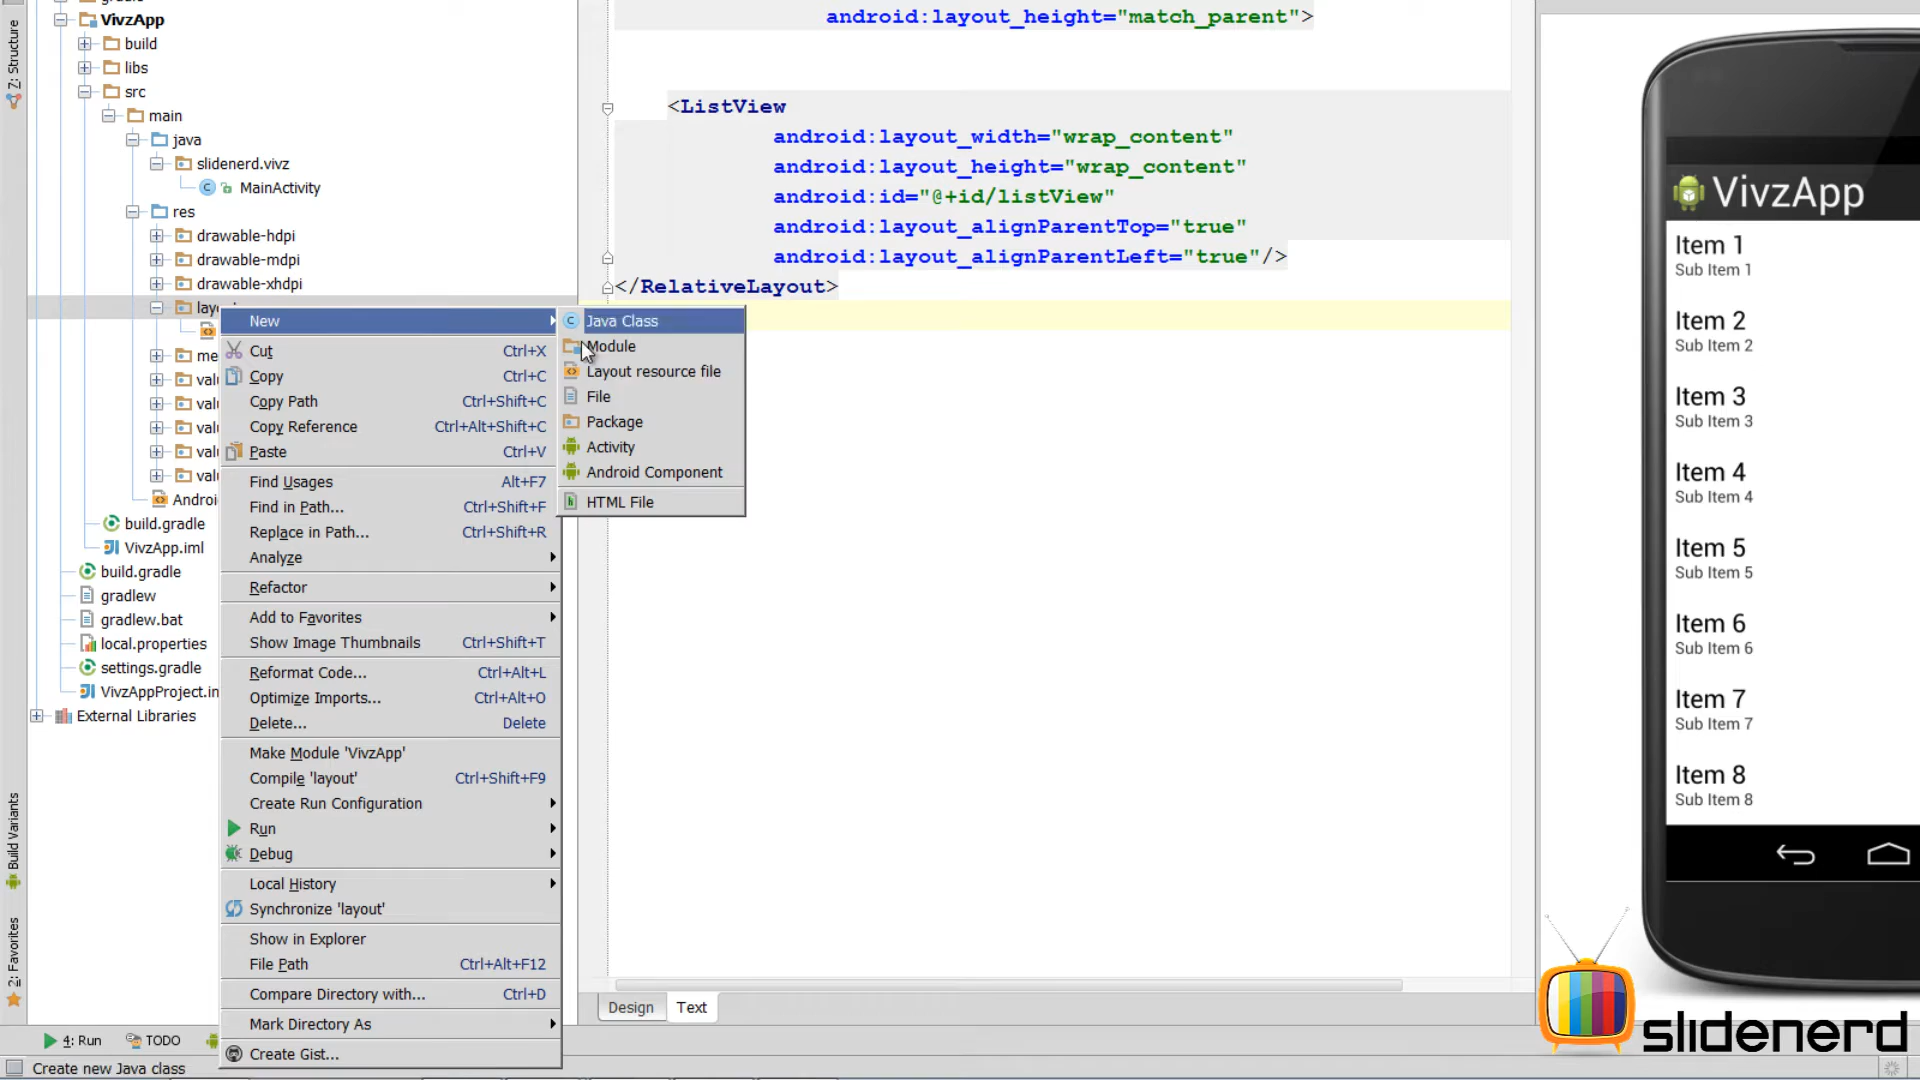 Z: Structure
VivzApp
build
libs
src
main
java
slidenerd.vivz
MainActivity
res
drawable-hdpi
drawable-mdpi
drawable-xhdpi
build.gradle
VivzApp.iml
build.gradle
gradlew
gradlew.bat
local.properties
settings.gradle
External Libraries
Build Variants
2: Favorites
New
Cut Ctrl+X
Copy Ctrl+C
Copy Path Ctrl+Shift+C
Copy Reference Ctrl+Alt+Shift+C
Paste Ctrl+V
Find Usages Alt+F7
Find in Path... Ctrl+Shift+F
Replace in Path... Ctrl+Shift+R
Analyze
Refactor
Add to Favorites
Show Image Thumbnails Ctrl+Shift+T
Reformat Code... Ctrl+Alt+L
Optimize Imports... Ctrl+Alt+O
Delete... Delete
Make Module 'VivzApp'
Compile 'layout' Ctrl+Shift+F9
Create Run Configuration
Run
Debug
Local History
Synchronize 'layout'
Show in Explorer
File Path Ctrl+Alt+F12
Compare Directory with... Ctrl+D
Mark Directory As
Create Gist...
Java Class
Module
Layout resource file
File
Package
Activity
Android Component
HTML File
android:layout_height="match_parent">
<ListView
android:layout_width="wrap_content"
android:layout_height="wrap_content"
android:id="@+id/listView"
android:layout_alignParentTop="true"
android:layout_alignParentLeft="true"/>
</RelativeLayout>
Design Text
VivzApp
Item 1
Sub Item 1
Item 2
Sub Item 2
Item 3
Sub Item 3
Item 4
Sub Item 4
Item 5
Sub Item 5
Item 6
Sub Item 6
Item 7
Sub Item 7
Item 8
Sub Item 8
4: Run TODO
Create new Java class
slidenerd